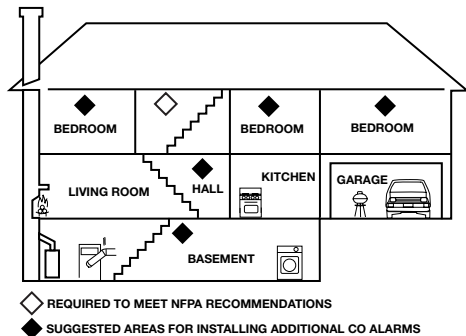 BEDROOM
BEDROOM
BEDROOM
LIVING ROOM
HALL
KITCHEN
GARAGE
BASEMENT
REQUIRED TO MEET NFPA RECOMMENDATIONS
SUGGESTED AREAS FOR INSTALLING ADDITIONAL CO ALARMS